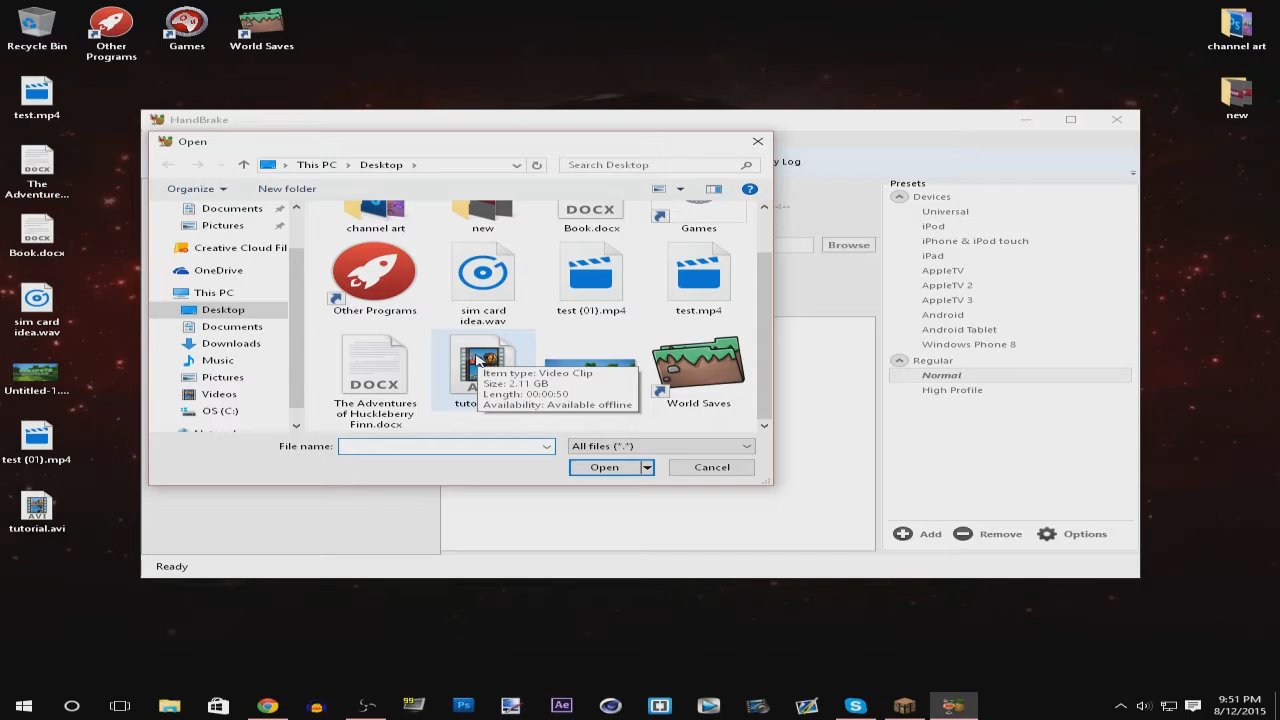 Recycle Bin
Other
Programs
Games
World Saves
channel art
test.mp4
new
The
Adventure...
Book.docx
sim card
idea.wav
Untitled-1....
test (01).mp4
tutorial.avi
HandBrake
Open
This PC
Desktop
Search Desktop
y Log
Organize
New folder
Documents
Pictures
Creative Cloud Fil
OneDrive
This PC
Desktop
Documents
Downloads
Music
Pictures
Videos
OS (C:)
channel art
new
DOCX
Book.docx
Games
Other Programs
sim card
idea.wav
test (01).mp4
test.mp4
DOCX
The Adventures
of Huckleberry
Finn.docx
World Saves
Item type: Video Clip
Size: 2.11 GB
Length: 00:00:50
Availability: Available offline
File name:
All files (*.*)
Open
Cancel
--:--
Browse
Presets
Devices
Universal
iPod
iPhone & iPod touch
iPad
AppleTV
AppleTV 2
AppleTV 3
Android
Android Tablet
Windows Phone 8
Regular
Normal
High Profile
Add
Remove
Options
Ready
DOCX
DOCX
AVI
99
Ps
Ae
9:51 PM
8/12/2015